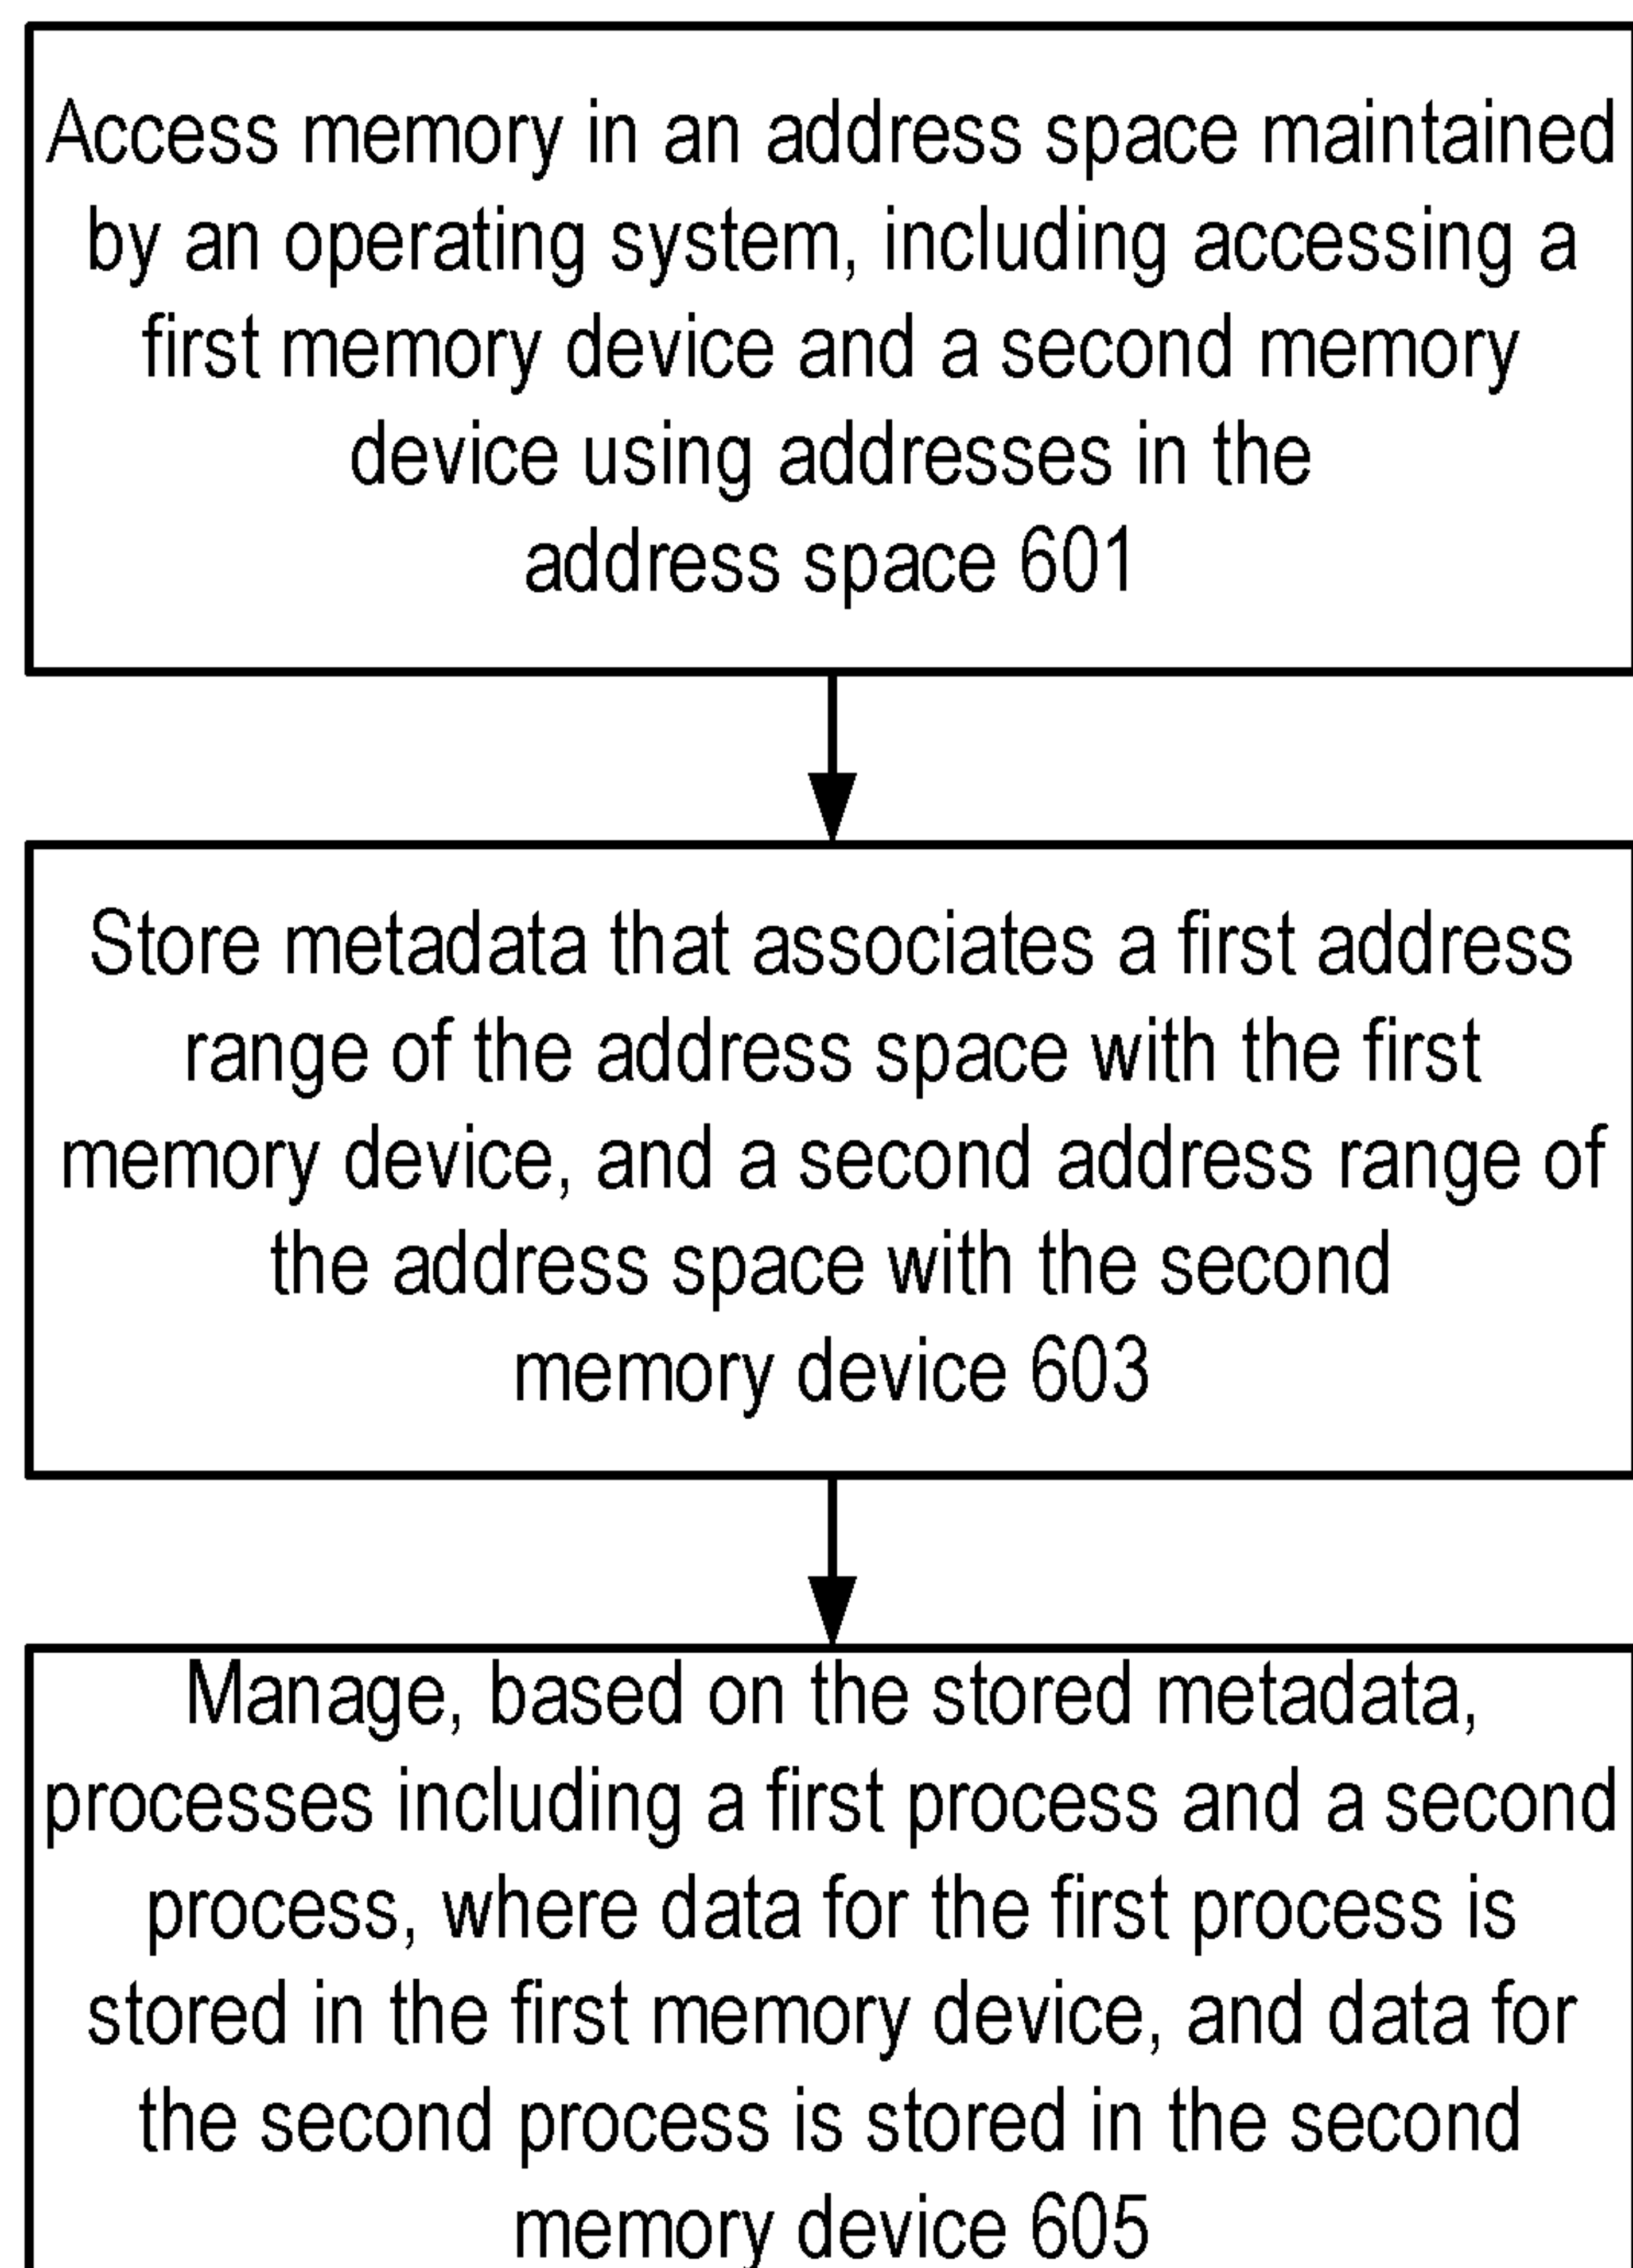 Access memory in an address space maintained
by an operating system, including accessing a
first memory device and a second memory
device using addresses in the
address space 601
Store metadata that associates a first address
range of the address space with the first
memory device, and a second address range of
the address space with the second
memory device 603
Manage, based on the stored metadata,
processes including a first process and a second
process, where data for the first process is
stored in the first memory device, and data for
the second process is stored in the second
memory device 605